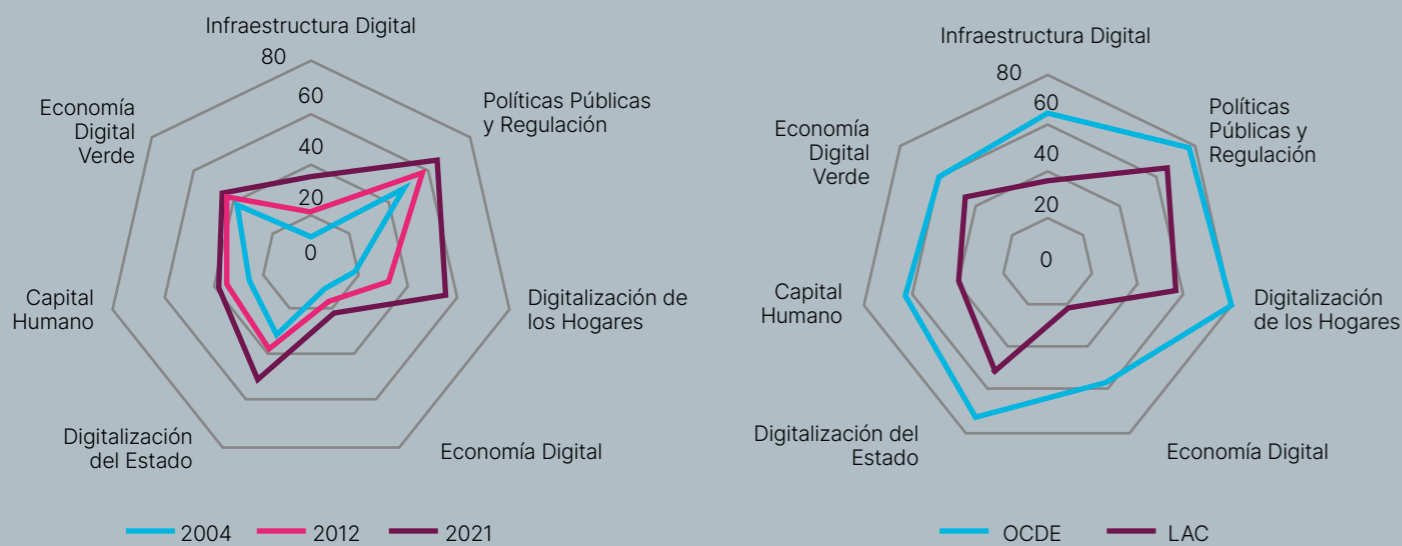 Infraestructura Digital
80
60
40
20
0
Políticas Públicas
y Regulación
Digitalización de
los Hogares
Economía Digital
Digitalización
del Estado
Capital
Humano
Economía
Digital
Verde
2004
2012
2021
Infraestructura Digital
80
60
40
20
0
Políticas
Públicas y
Regulación
Digitalización
de los Hogares
Economía Digital
Digitalización del
Estado
Capital
Humano
Economía
Digital
Verde
OCDE
LAC